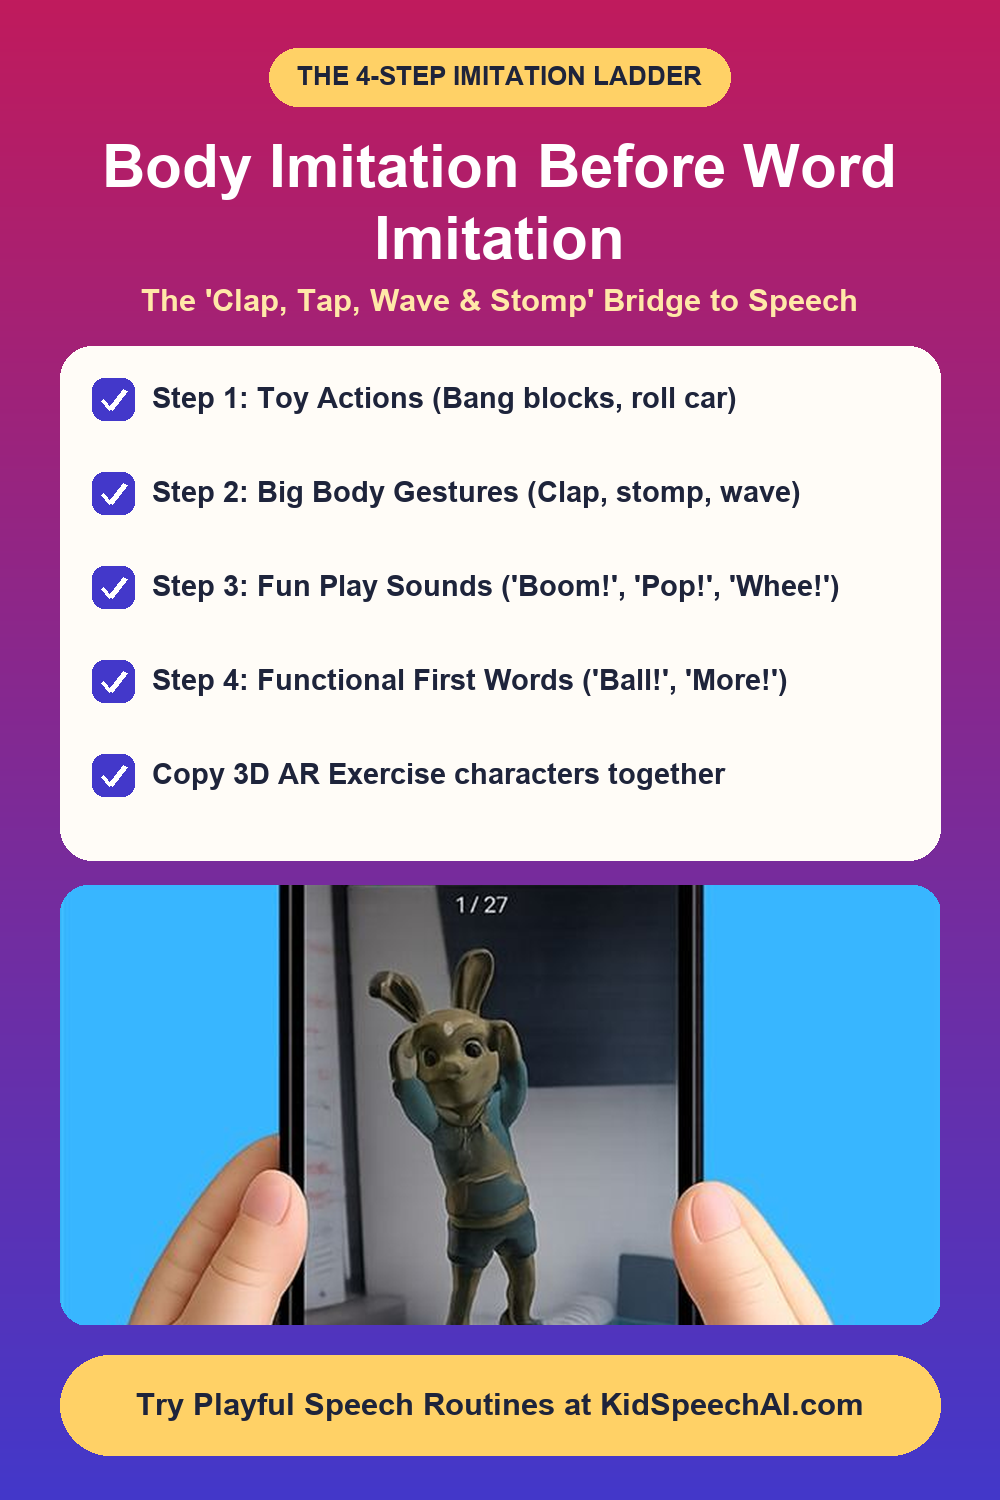 THE 4-STEP IMITATION LADDER
Body Imitation Before Word
Imitation
The 'Clap, Tap, Wave & Stomp' Bridge to Speech
Step 1: Toy Actions (Bang blocks, roll car)
Step 2: Big Body Gestures (Clap, stomp, wave)
Step 3: Fun Play Sounds ('Boom!', 'Pop!', 'Whee!')
Step 4: Functional First Words ('Ball!', 'More!')
Copy 3D AR Exercise characters together
1 / 27
Try Playful Speech Routines at KidSpeechAI.com